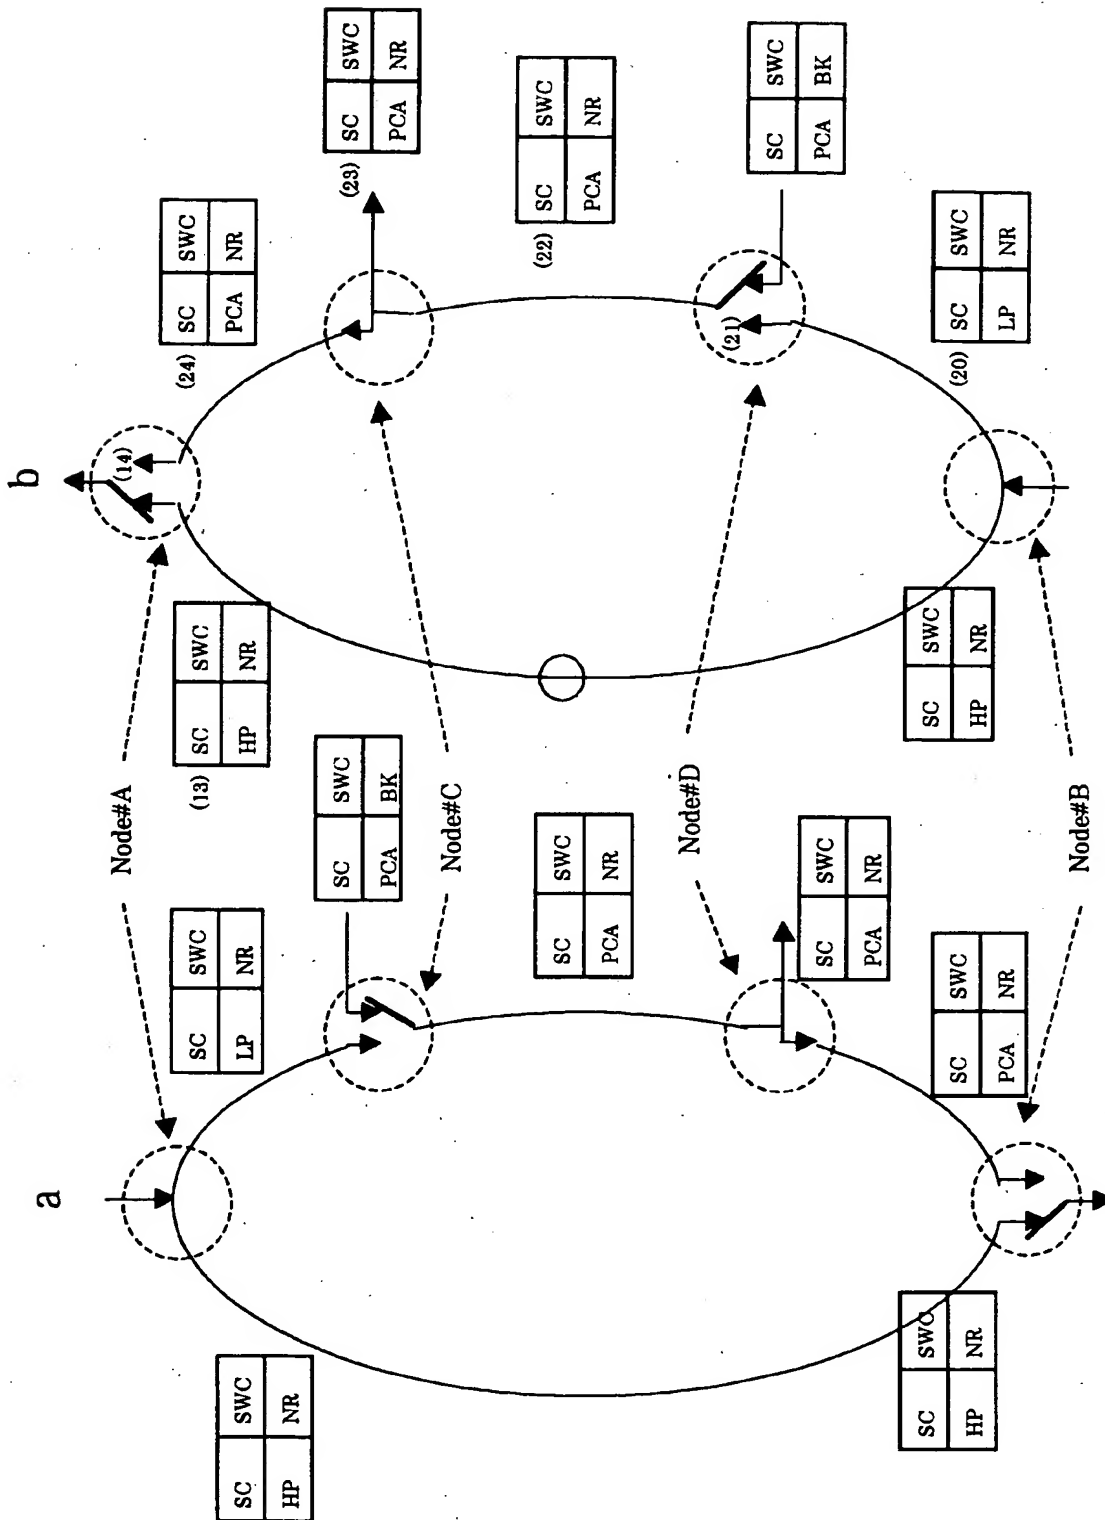 a
b
Node#A
(14)
SC SWC
HP NR
SC SWC
LP NR
(13)
SC SWC
HP NR
(24)
SC SWC
PCA NR
SC SWC
PCA BK
(23)
SC SWC
PCA NR
Node#C
SC SWC
PCA NR
(22)
SC SWC
PCA NR
Node#D
(21)
SC SWC
PCA BK
SC SWC
PCA NR
SC SWC
HP NR
SC SWC
PCA NR
SC SWC
HP NR
(20)
SC SWC
LP NR
Node#B